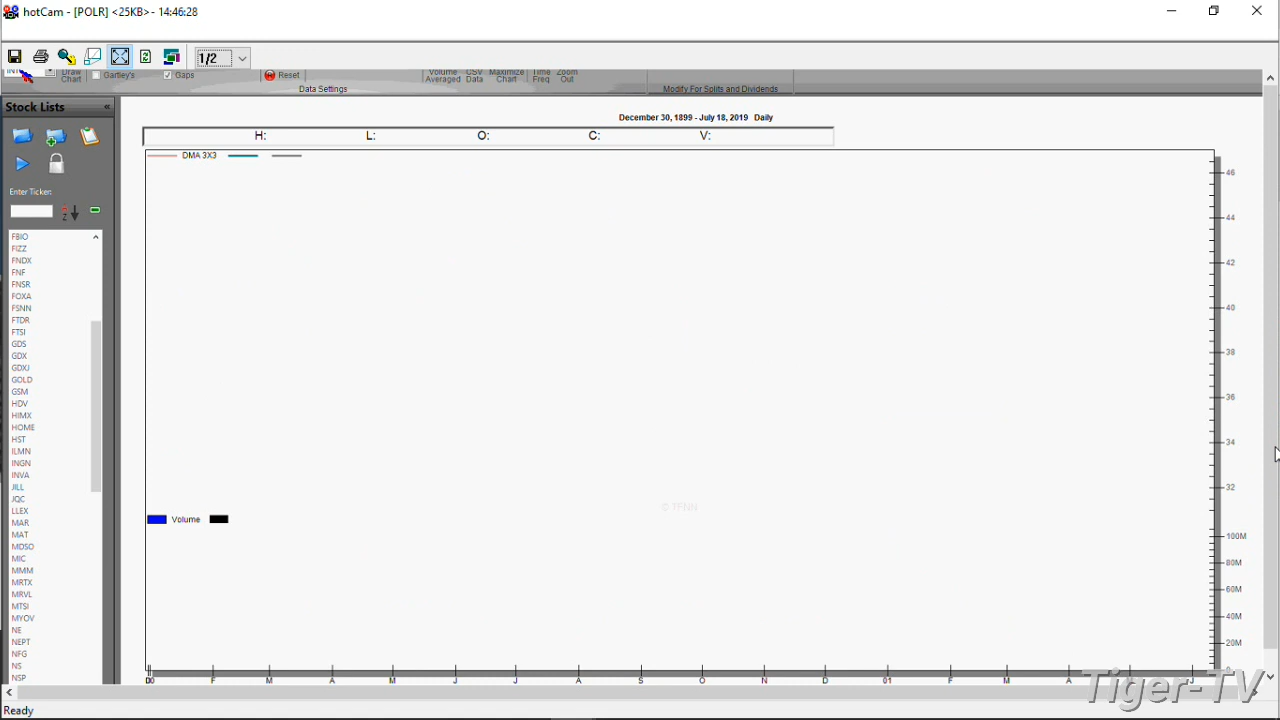 hotCam - [POLR] <25KB> - 14:46:28
1/2
Draw Chart
Gartley's
Gaps
Reset
Volume Averaged
CSV Data
Maximize Chart
Time Freq
Zoom Out
Data Settings
Modify For Splits and Dividends
Stock Lists
«
December 30, 1899 - July 18, 2019 Daily
H: L: O: C: V:
DMA 3X3
Enter Ticker:
FBIO
FIZZ
FNDX
FNF
FNSR
FOXA
FSNN
FTDR
FTSI
GDS
GDX
GDXJ
GOLD
GSM
HDV
HIMX
HOME
HST
ILMN
INGN
INVA
JILL
JQC
LLEX
MAR
MAT
MDSO
MIC
MMM
MRTX
MRVL
MTSI
MYOV
NE
NEPT
NFG
NS
NSP
46
44
42
40
38
36
34
32
© TFNN
Volume
100M
80M
60M
40M
20M
F M A M J J A S O N D 01 F M A
Tiger-TV
Ready